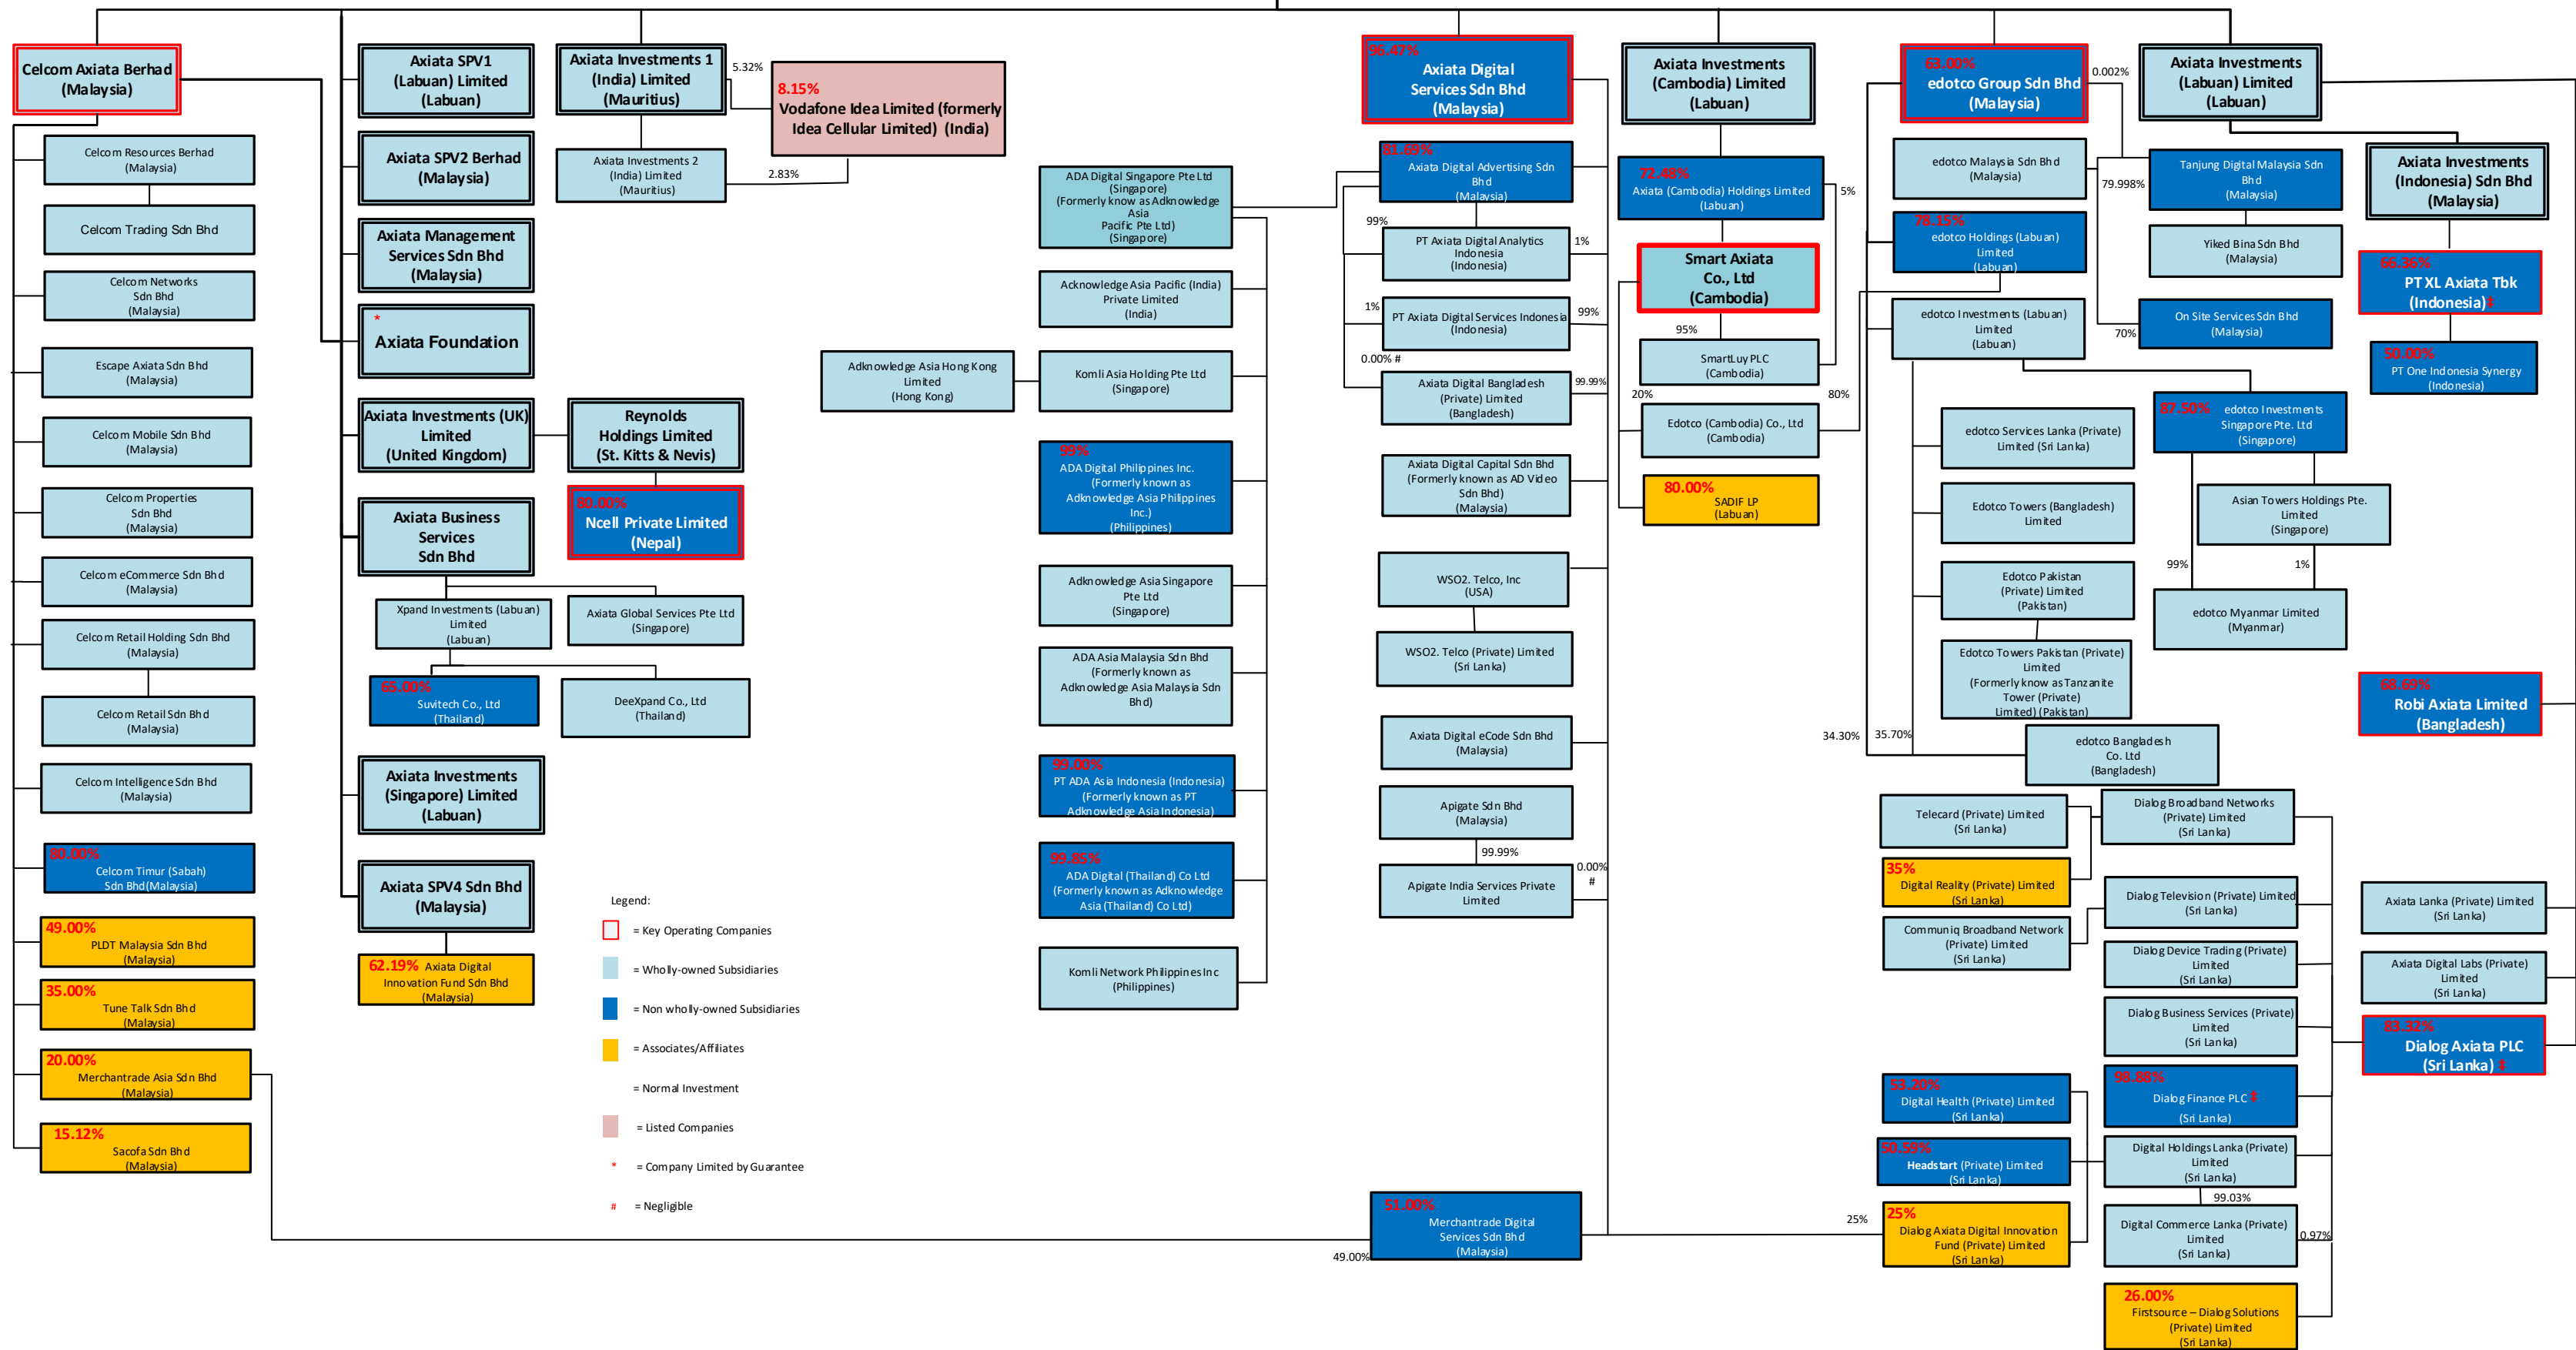 Celcom Axiata Berhad
(Malaysia)
Celcom Resources Berhad
(Malaysia)
Celcom Trading Sdn Bhd
Celcom Networks
Sdn Bhd
(Malaysia)
Escape Axiata Sdn Bhd
(Malaysia)
Celcom Mobile Sdn Bhd
(Malaysia)
Celcom Properties
Sdn Bhd
(Malaysia)
Celcom eCommerce Sdn Bhd
(Malaysia)
Celcom Retail Holding Sdn Bhd
(Malaysia)
Celcom Retail Sdn Bhd
(Malaysia)
Celcom Intelligence Sdn Bhd
(Malaysia)
80.00%
Celcom Timur (Sabah)
Sdn Bhd(Malaysia)
49.00%
PLDT Malaysia Sdn Bhd
(Malaysia)
35.00%
Tune Talk Sdn Bhd
(Malaysia)
20.00%
Merchantrade Asia Sdn Bhd
(Malaysia)
15.12%
Sacofa Sdn Bhd
(Malaysia)
Axiata SPV1
(Labuan) Limited
(Labuan)
Axiata SPV2 Berhad
(Malaysia)
Axiata Management
Services Sdn Bhd
(Malaysia)
*
Axiata Foundation
Axiata Investments (UK)
Limited
(United Kingdom)
Reynolds
Holdings Limited
(St. Kitts & Nevis)
80.00%
Ncell Private Limited
(Nepal)
Axiata Business
Services
Sdn Bhd
Xpand Investments (Labuan)
Limited
(Labuan)
Axiata Global Services Pte Ltd
(Singapore)
65.00%
Suvitech Co., Ltd
(Thailand)
DeeXpand Co., Ltd
(Thailand)
Axiata Investments
(Singapore) Limited
(Labuan)
Axiata SPV4 Sdn Bhd
(Malaysia)
62.19% Axiata Digital
Innovation Fund Sdn Bhd
(Malaysia)
Axiata Investments 1
(India) Limited
(Mauritius)
5.32%
8.15%
Vodafone Idea Limited (formerly
Idea Cellular Limited) (India)
Axiata Investments 2
(India) Limited
(Mauritius)
2.83%
Legend:
= Key Operating Companies
= Wholly-owned Subsidiaries
= Non wholly-owned Subsidiaries
= Associates/Affiliates
= Normal Investment
= Listed Companies
* = Company Limited by Guarantee
# = Negligible
ADA Digital Singapore Pte Ltd
(Singapore)
(Formerly know as Adknowledge
Asia
Pacific Pte Ltd)
(Singapore)
Acknowledge Asia Pacific (India)
Private Limited
(India)
Adknowledge Asia Hong Kong
Limited
(Hong Kong)
Komli Asia Holding Pte Ltd
(Singapore)
99%
ADA Digital Philippines Inc.
(Formerly known as
Adknowledge Asia Philippines
Inc.)
(Philippines)
Adknowledge Asia Singapore
Pte Ltd
(Singapore)
ADA Asia Malaysia Sdn Bhd
(Formerly known as
Adknowledge Asia Malaysia Sdn
Bhd)
99.00%
PT ADA Asia Indonesia (Indonesia)
(Formerly known as PT
Adknowledge Asia Indonesia)
99.85%
ADA Digital (Thailand) Co Ltd
(Formerly known as Adknowledge
Asia (Thailand) Co Ltd)
Komli Network Philippines Inc
(Philippines)
96.47%
Axiata Digital
Services Sdn Bhd
(Malaysia)
81.69%
Axiata Digital Advertising Sdn
Bhd
(Malaysia)
99%
PT Axiata Digital Analytics
Indonesia
(Indonesia)
1%
1%
PT Axiata Digital Services Indonesia
(Indonesia)
99%
0.00% #
Axiata Digital Bangladesh
(Private) Limited
(Bangladesh)
99.99%
Axiata Digital Capital Sdn Bhd
(Formerly known as AD Video
Sdn Bhd)
(Malaysia)
WSO2. Telco, Inc
(USA)
WSO2. Telco (Private) Limited
(Sri Lanka)
Axiata Digital eCode Sdn Bhd
(Malaysia)
Apigate Sdn Bhd
(Malaysia)
99.99%
Apigate India Services Private
Limited
0.00%
#
51.00%
Merchantrade Digital
Services Sdn Bhd
(Malaysia)
49.00%
Axiata Investments
(Cambodia) Limited
(Labuan)
72.48%
Axiata (Cambodia) Holdings Limited
(Labuan)
5%
Smart Axiata
Co., Ltd
(Cambodia)
95%
SmartLuy PLC
(Cambodia)
20%
80%
Edotco (Cambodia) Co., Ltd
(Cambodia)
80.00%
SADIF LP
(Labuan)
63.00%
edotco Group Sdn Bhd
(Malaysia)
0.002%
edotco Malaysia Sdn Bhd
(Malaysia)
79.998%
Tanjung Digital Malaysia Sdn
Bhd
(Malaysia)
78.15%
edotco Holdings (Labuan)
Limited
(Labuan)
Yiked Bina Sdn Bhd
(Malaysia)
edotco Investments (Labuan)
Limited
(Labuan)
70%
On Site Services Sdn Bhd
(Malaysia)
87.50% edotco Investments
Singapore Pte. Ltd
(Singapore)
edotco Services Lanka (Private)
Limited (Sri Lanka)
Edotco Towers (Bangladesh)
Limited
Asian Towers Holdings Pte.
Limited
(Singapore)
99%
1%
Edotco Pakistan
(Private) Limited
(Pakistan)
edotco Myanmar Limited
(Myanmar)
Edotco Towers Pakistan (Private)
Limited
(Formerly know as Tanzanite
Tower (Private)
Limited) (Pakistan)
34.30%
35.70%
edotco Bangladesh
Co. Ltd
(Bangladesh)
Axiata Investments
(Labuan) Limited
(Labuan)
Axiata Investments
(Indonesia) Sdn Bhd
(Malaysia)
66.36%
PT XL Axiata Tbk
(Indonesia)‡
50.00%
PT One Indonesia Synergy
(Indonesia)
68.69%
Robi Axiata Limited
(Bangladesh)
Axiata Lanka (Private) Limited
(Sri Lanka)
Axiata Digital Labs (Private)
Limited
(Sri Lanka)
83.32%
Dialog Axiata PLC
(Sri Lanka) ‡
Telecard (Private) Limited
(Sri Lanka)
Dialog Broadband Networks
(Private) Limited
(Sri Lanka)
35%
Digital Reality (Private) Limited
(Sri Lanka)
Dialog Television (Private) Limited
(Sri Lanka)
Communiq Broadband Network
(Private) Limited
(Sri Lanka)
Dialog Device Trading (Private)
Limited
(Sri Lanka)
Dialog Business Services (Private)
Limited
(Sri Lanka)
53.20%
Digital Health (Private) Limited
(Sri Lanka)
98.88%
Dialog Finance PLC ‡
(Sri Lanka)
50.59%
Headstart (Private) Limited
(Sri Lanka)
Digital Holdings Lanka (Private)
Limited
(Sri Lanka)
99.03%
25%
25%
Dialog Axiata Digital Innovation
Fund (Private) Limited
(Sri Lanka)
Digital Commerce Lanka (Private)
Limited
(Sri Lanka)
0.97%
26.00%
Firstsource – Dialog Solutions
(Private) Limited
(Sri Lanka)